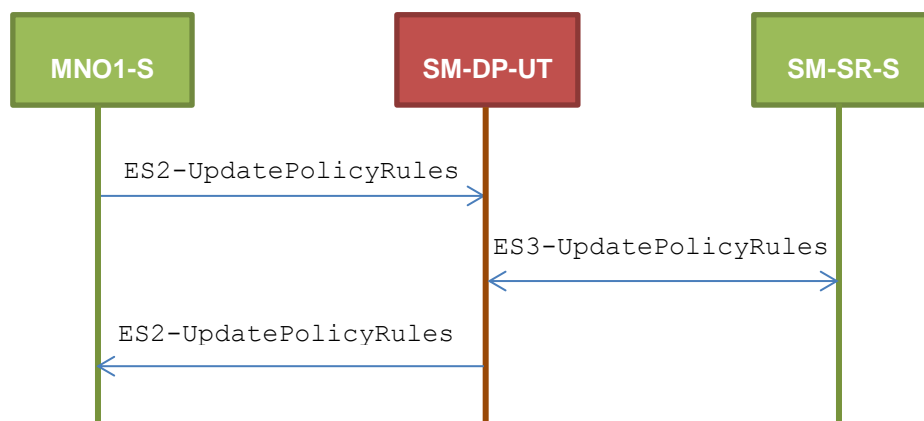 MNO1-S
SM-DP-UT
SM-SR-S
ES2-UpdatePolicyRules
ES3-UpdatePolicyRules
ES2-UpdatePolicyRules